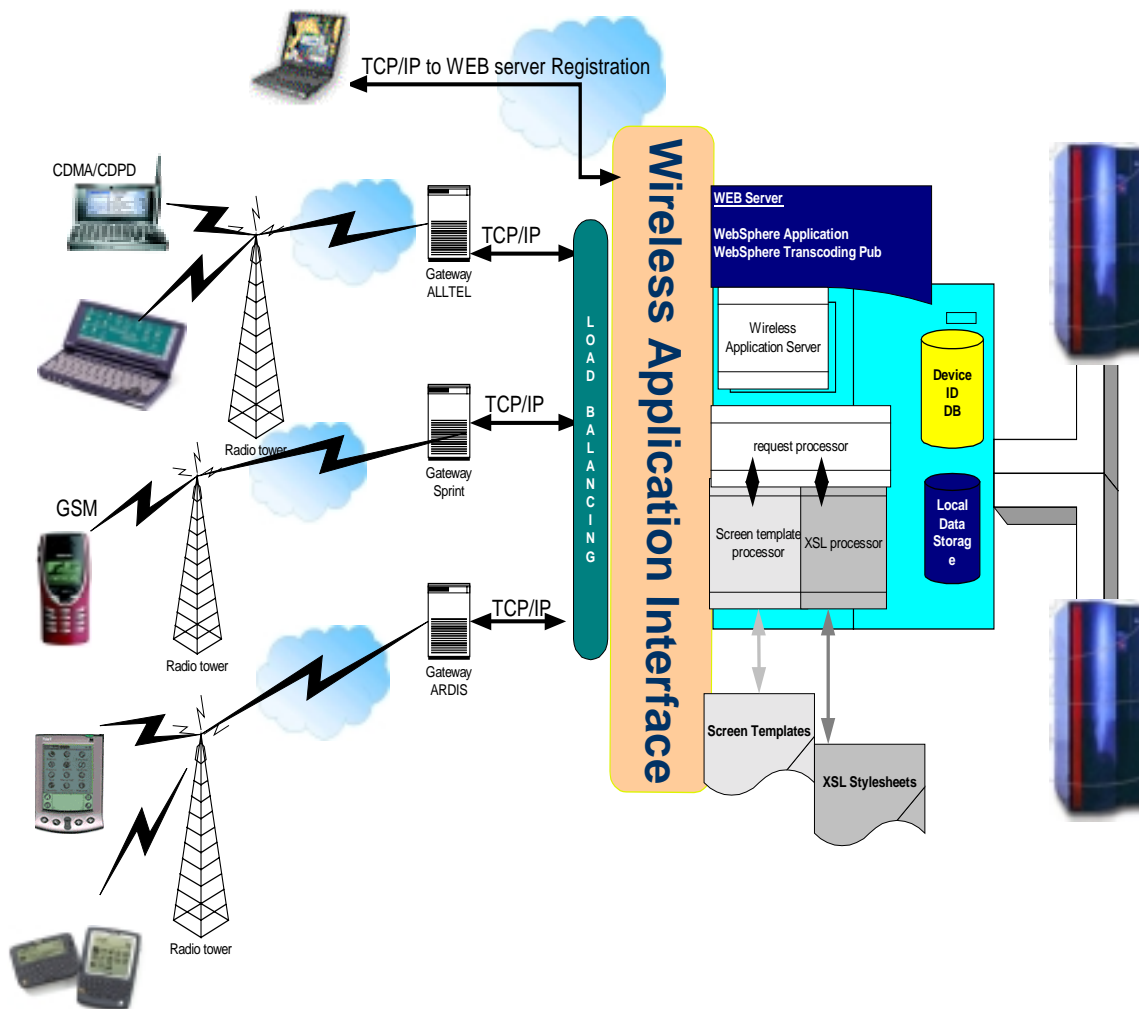 TCP/IP to WEB server Registration
CDMA/CDPD
TCP/IP
Gateway
ALLTEL
Radio tower
GSM
TCP/IP
Gateway
Sprint
Radio tower
TCP/IP
Gateway
ARDIS
Radio tower
LOAD BALANCING
Wireless Application Interface
WEB Server
WebSphere Application
WebSphere Transcoding Pub
Wireless
Application Server
request processor
Screen template
processor
XSL processor
Device
ID
DB
Local
Data
Storag
e
Screen Templates
XSL Stylesheets